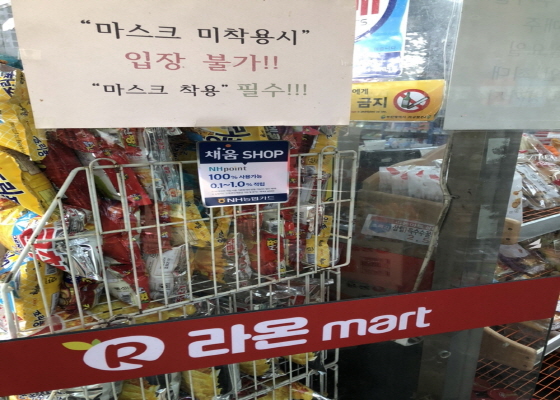 “마스크 미착용시”
입장 불가!!
“마스크 착용” 필수!!!
에게
금지
채움 SHOP
NHpoint
100% 사용가능
0.1~1.0% 적립
NH농협카드
R 라온 mart